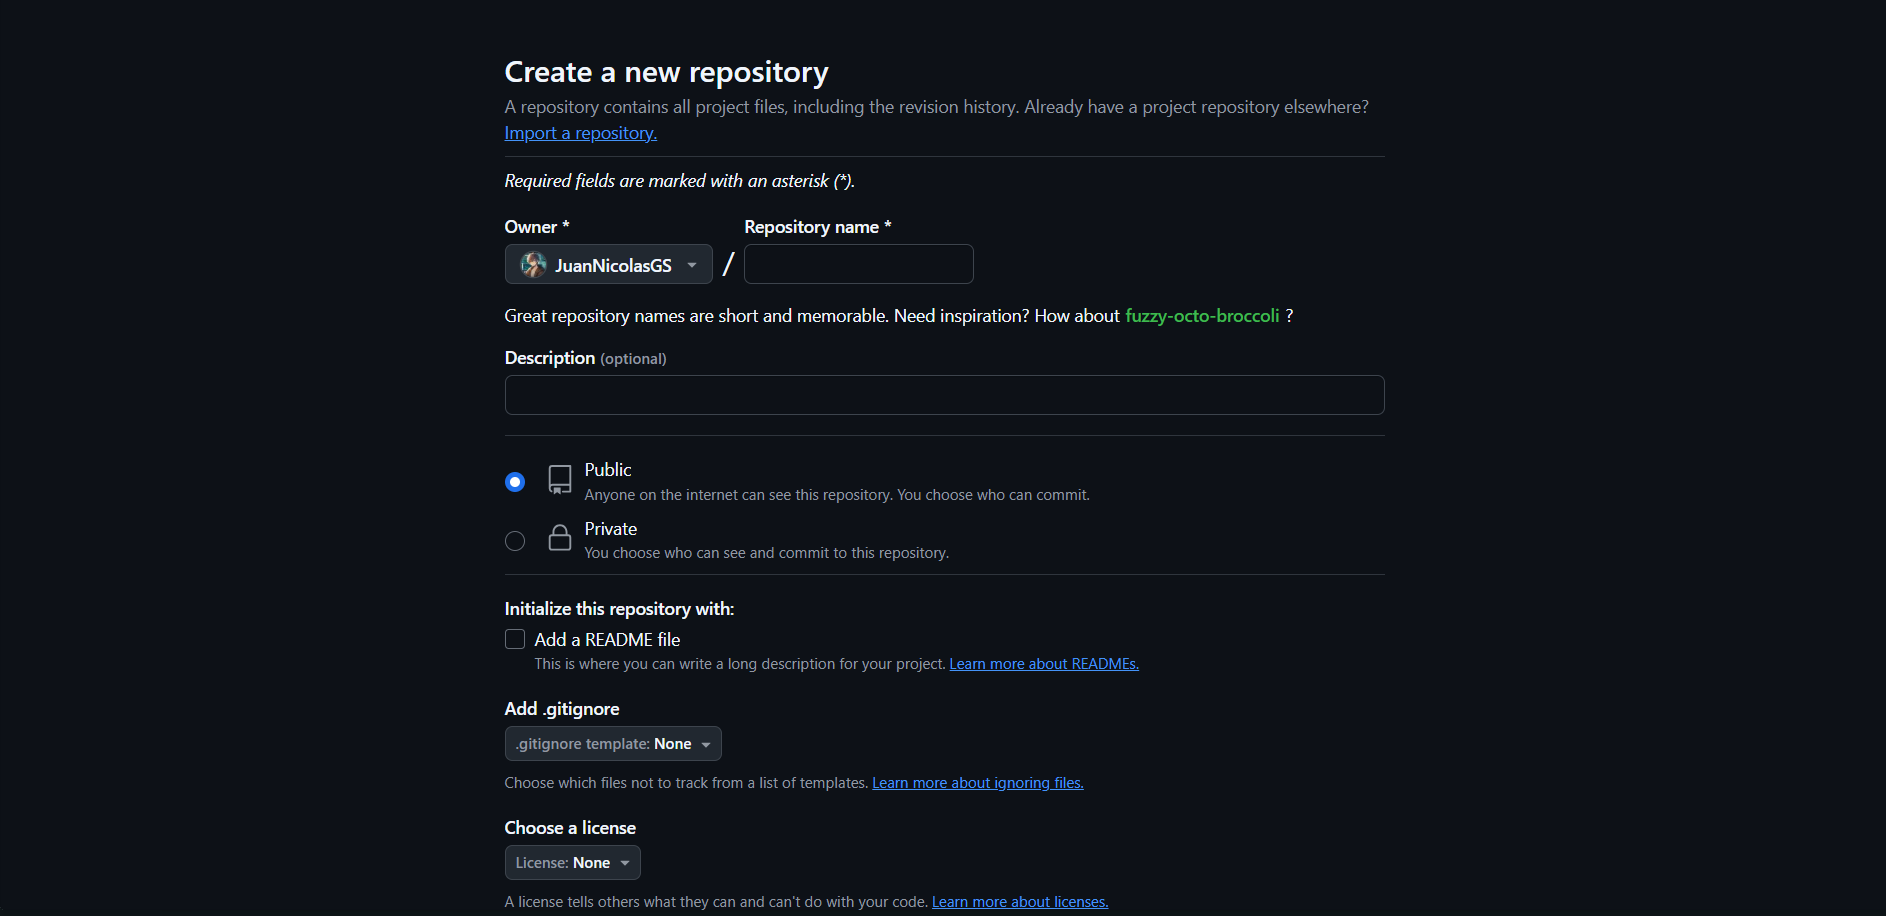 Create a new repository
A repository contains all project files, including the revision history. Already have a project repository elsewhere?
Import a repository.
Required fields are marked with an asterisk (*).
Owner * Repository name *
JuanNicolasGS /
Great repository names are short and memorable. Need inspiration? How about fuzzy-octo-broccoli ?
Description (optional)
Public
Anyone on the internet can see this repository. You choose who can commit.
Private
You choose who can see and commit to this repository.
Initialize this repository with:
Add a README file
This is where you can write a long description for your project. Learn more about READMEs.
Add .gitignore
.gitignore template: None
Choose which files not to track from a list of templates. Learn more about ignoring files.
Choose a license
License: None
A license tells others what they can and can't do with your code. Learn more about licenses.